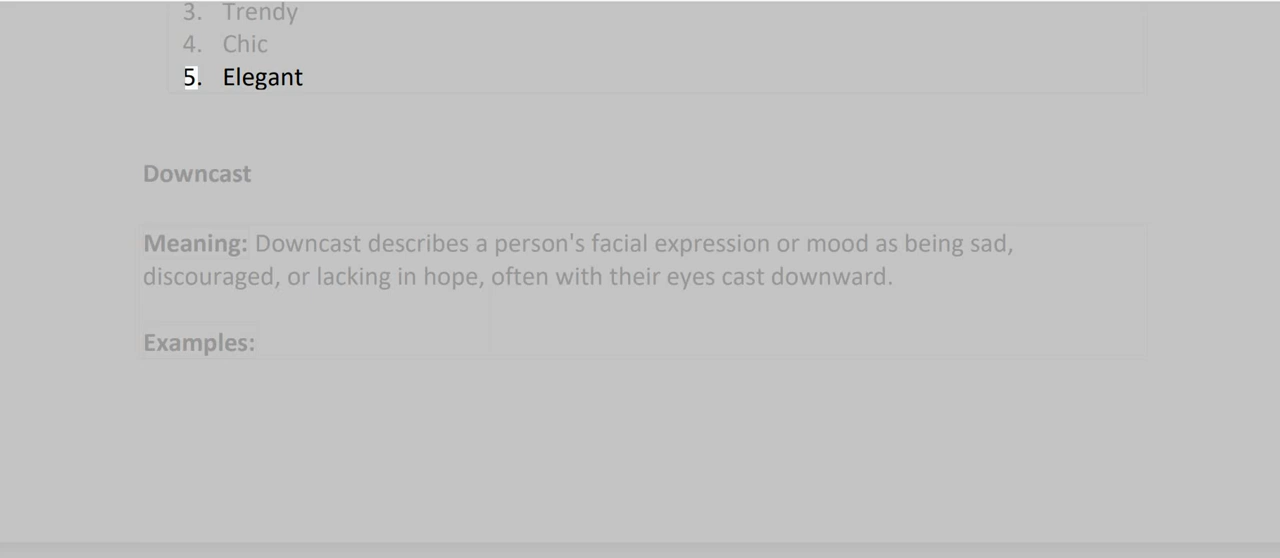 3. Trendy
4. Chic
5. Elegant
Downcast
Meaning: Downcast describes a person's facial expression or mood as being sad,
discouraged, or lacking in hope, often with their eyes cast downward.
Examples: